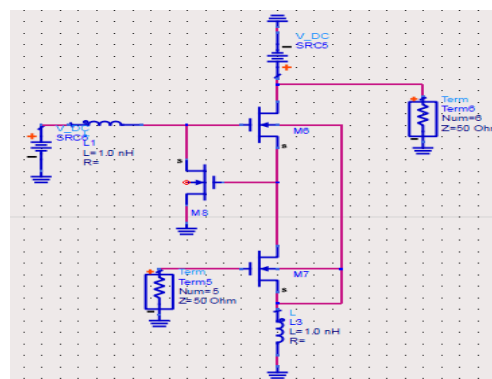 V_DC
SRC5
Term
Term6
Num=6
Z=50 Ohm
V_DC
SRC6
L1
L=1.0 nH
R=
M6
s
s
M8
M7
s
Term
Term5
Num=5
Z=50 Ohm
L
L3
L=1.0 nH
R=